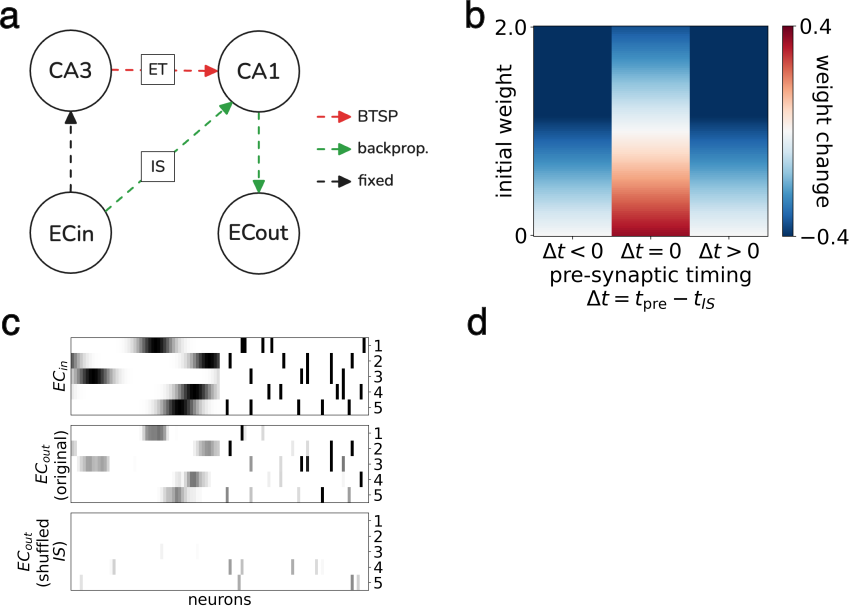 a
CA3
ET
CA1
IS
ECin
ECout
BTSP
backprop.
fixed
b
2.0
0
initial weight
Δt < 0
Δt = 0
Δt > 0
pre-synaptic timing
Δt = t_pre − t_IS
0.4
−0.4
weight change
c
EC_in
1
2
3
4
5
EC_out
(original)
1
2
3
4
5
EC_out
(shuffled
IS)
1
2
3
4
5
neurons
d